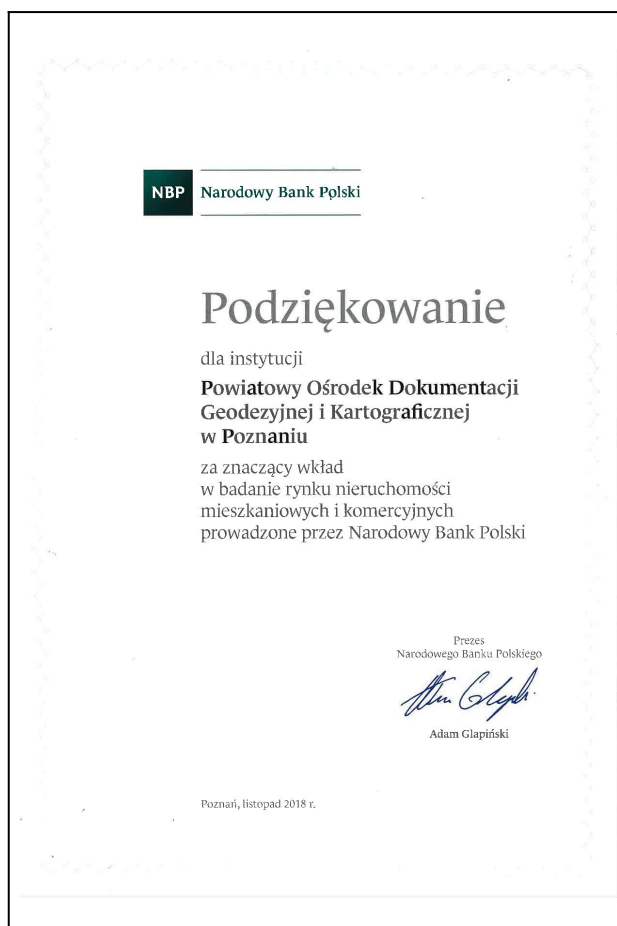 NBP Narodowy Bank Polski
Podziękowanie
dla instytucji
Powiatowy Ośrodek Dokumentacji
Geodezyjnej i Kartograficznej
w Poznaniu
za znaczący wkład
w badanie rynku nieruchomości
mieszkaniowych i komercyjnych
prowadzone przez Narodowy Bank Polski
Prezes
Narodowego Banku Polskiego
Adam Glapiński
Poznań, listopad 2018 r.